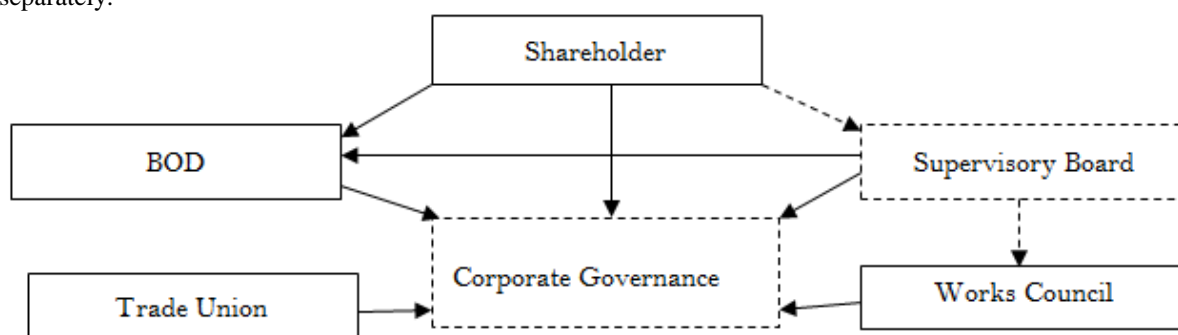 separately.
Shareholder
BOD
Supervisory Board
Corporate Governance
Works Council
Trade Union